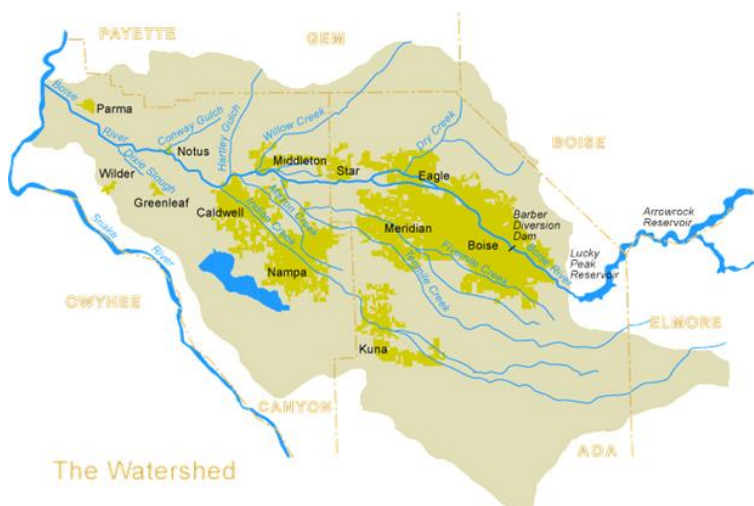 PAYETTE
GEM
Boise
River
Parma
Conway Gulch
Hartley Gulch
Willow Creek
Dry Creek
BOISE
Dixie Slough
Notus
Middleton
Star
Eagle
Wilder
Greenleaf
Caldwell
Mason Creek
Indian Creek
Meridian
Barber
Diversion
Dam
Arrowrock
Reservoir
Snake
River
Boise
Boise River
Lucky
Peak
Reservoir
Fivemile Creek
Tenmile Creek
Nampa
OWYHEE
ELMORE
Kuna
CANYON
ADA
The Watershed